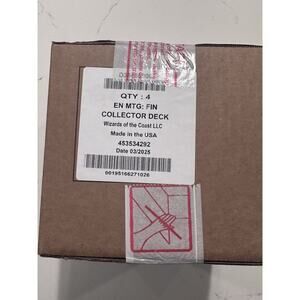 QTY : 4
EN MTG: FIN
COLLECTOR DECK
Wizards of the Coast LLC
Made in the USA
453534292
Date 03/2025
00195166271026